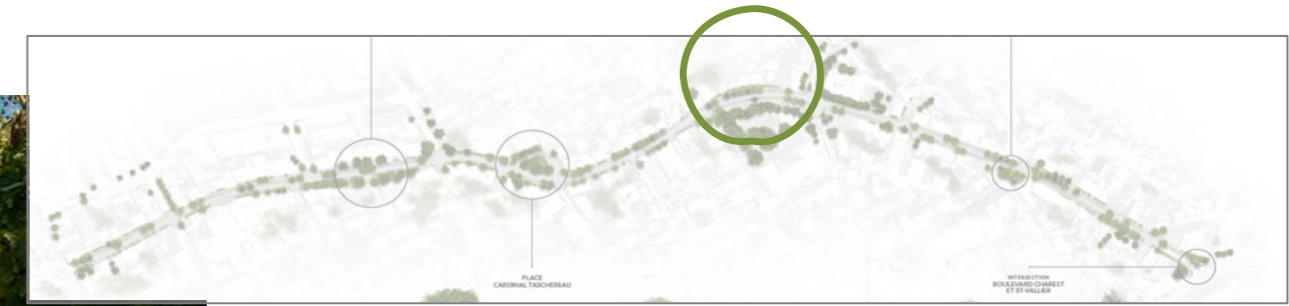 PLACE
CARDINAL TASCHEREAU
INTERSECTION
BOULEVARD CHAREST
ET ST-VALLIER